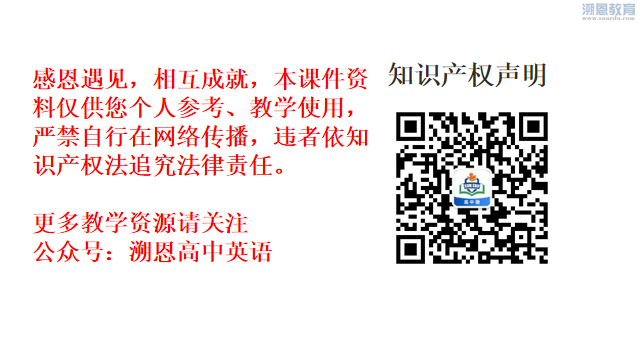 溯恩教育
www.suaedu.com
知识产权声明
感恩遇见，相互成就，本课件资
料仅供您个人参考、教学使用，
严禁自行在网络传播，违者依知
识产权法追究法律责任。
更多教学资源请关注
公众号：溯恩高中英语
高中版